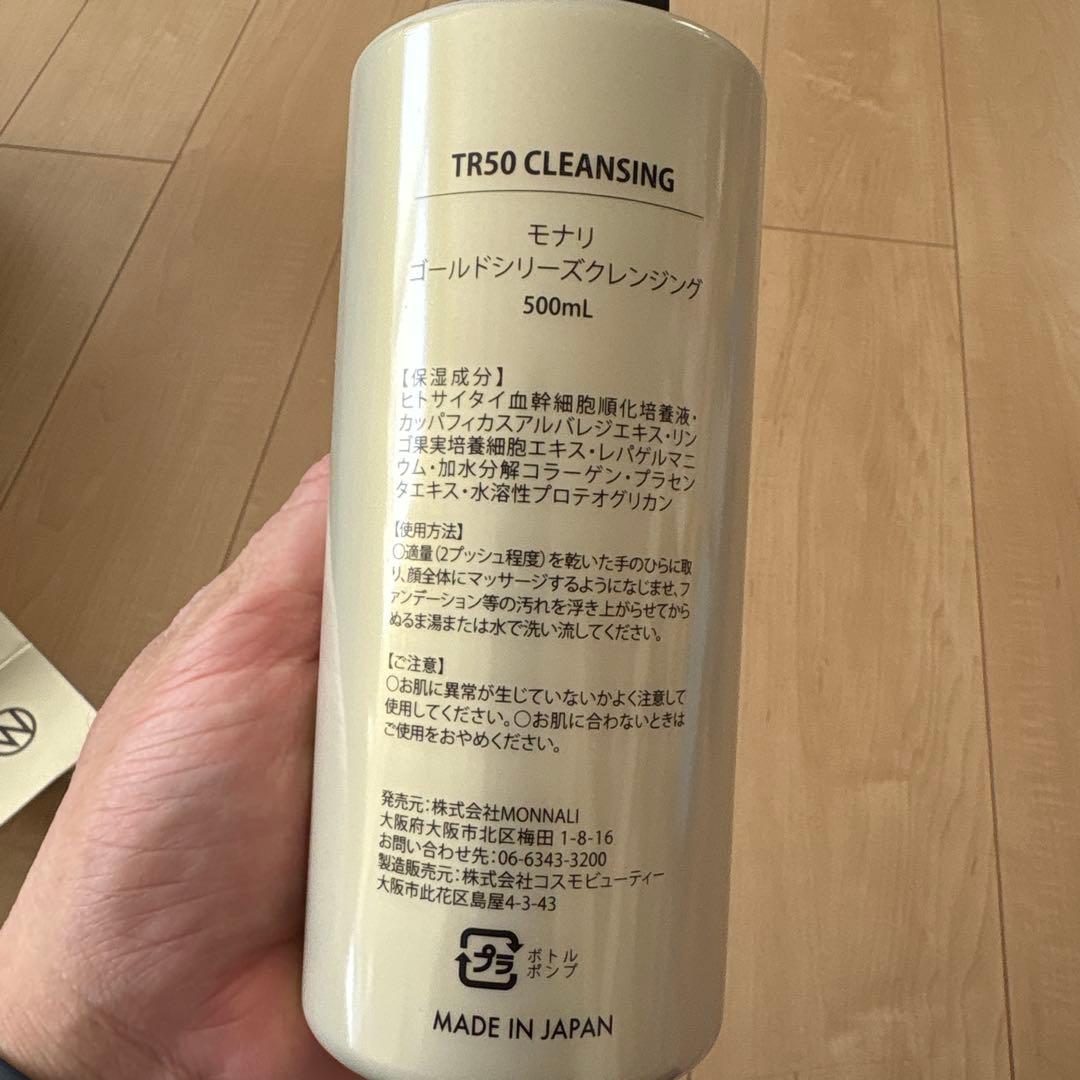 TR50 CLEANSING
モナリ
ゴールドシリーズクレンジング
500mL
【保湿成分】
ヒトサイタイ血幹細胞順化培養液・
カッパフィカスアルバレジエキス・リン
ゴ果実培養細胞エキス・レパゲルマニ
ウム・加水分解コラーゲン・プラセン
タエキス・水溶性プロテオグリカン
【使用方法】
○適量(2プッシュ程度)を乾いた手のひらに取
り、顔全体にマッサージするようになじませ、フ
ァンデーション等の汚れを浮き上がらせてから
ぬるま湯または水で洗い流してください。
【ご注意】
○お肌に異常が生じていないかよく注意して
使用してください。○お肌に合わないときは
ご使用をおやめください。
発売元:株式会社MONNALI
大阪府大阪市北区梅田 1-8-16
お問い合わせ先:06-6343-3200
製造販売元:株式会社コスモビューティー
大阪市此花区島屋4-3-43
プラ
ボトル
ポンプ
MADE IN JAPAN